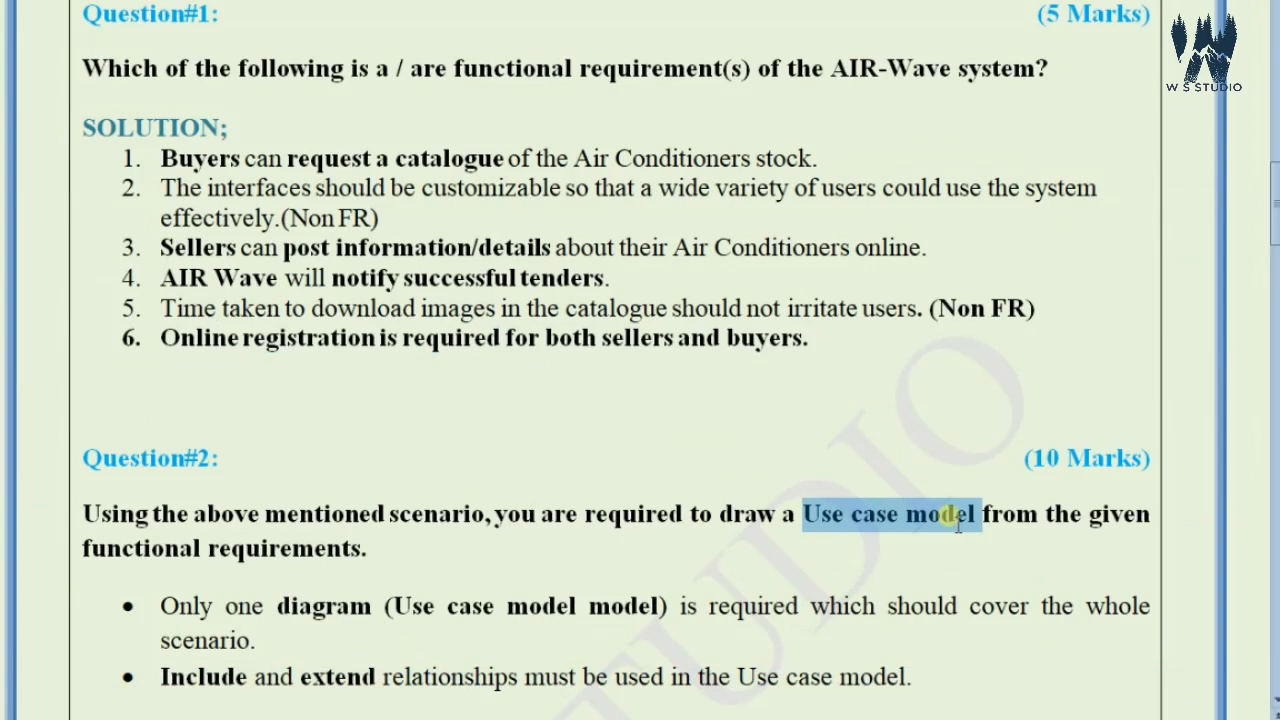 Question#1: (5 Marks)
W S STUDIO
Which of the following is a / are functional requirement(s) of the AIR-Wave system?
SOLUTION;
1. Buyers can request a catalogue of the Air Conditioners stock.
2. The interfaces should be customizable so that a wide variety of users could use the system
effectively.(Non FR)
3. Sellers can post information/details about their Air Conditioners online.
4. AIR Wave will notify successful tenders.
5. Time taken to download images in the catalogue should not irritate users. (Non FR)
6. Online registration is required for both sellers and buyers.
Question#2: (10 Marks)
Using the above mentioned scenario, you are required to draw a Use case model from the given
functional requirements.
• Only one diagram (Use case model model) is required which should cover the whole
scenario.
• Include and extend relationships must be used in the Use case model.
TUDIO